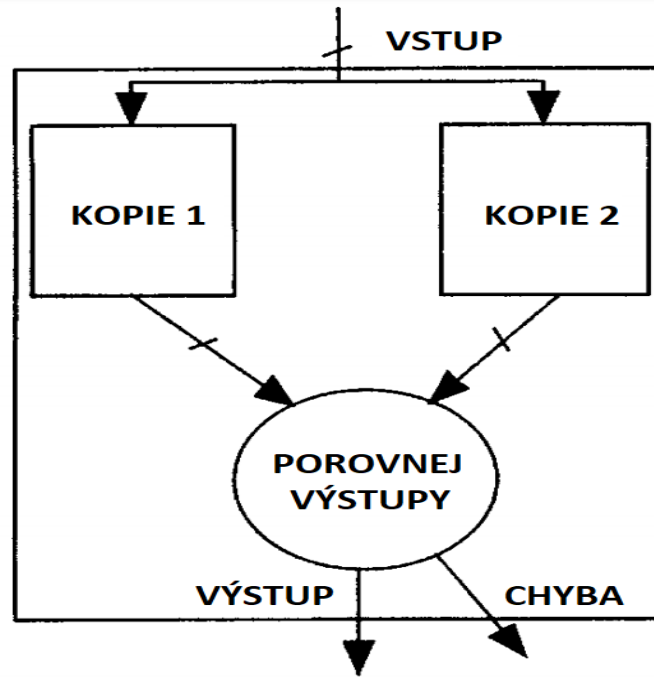 VSTUP
KOPIE 1
KOPIE 2
POROVNEJ
VÝSTUPY
VÝSTUP
CHYBA